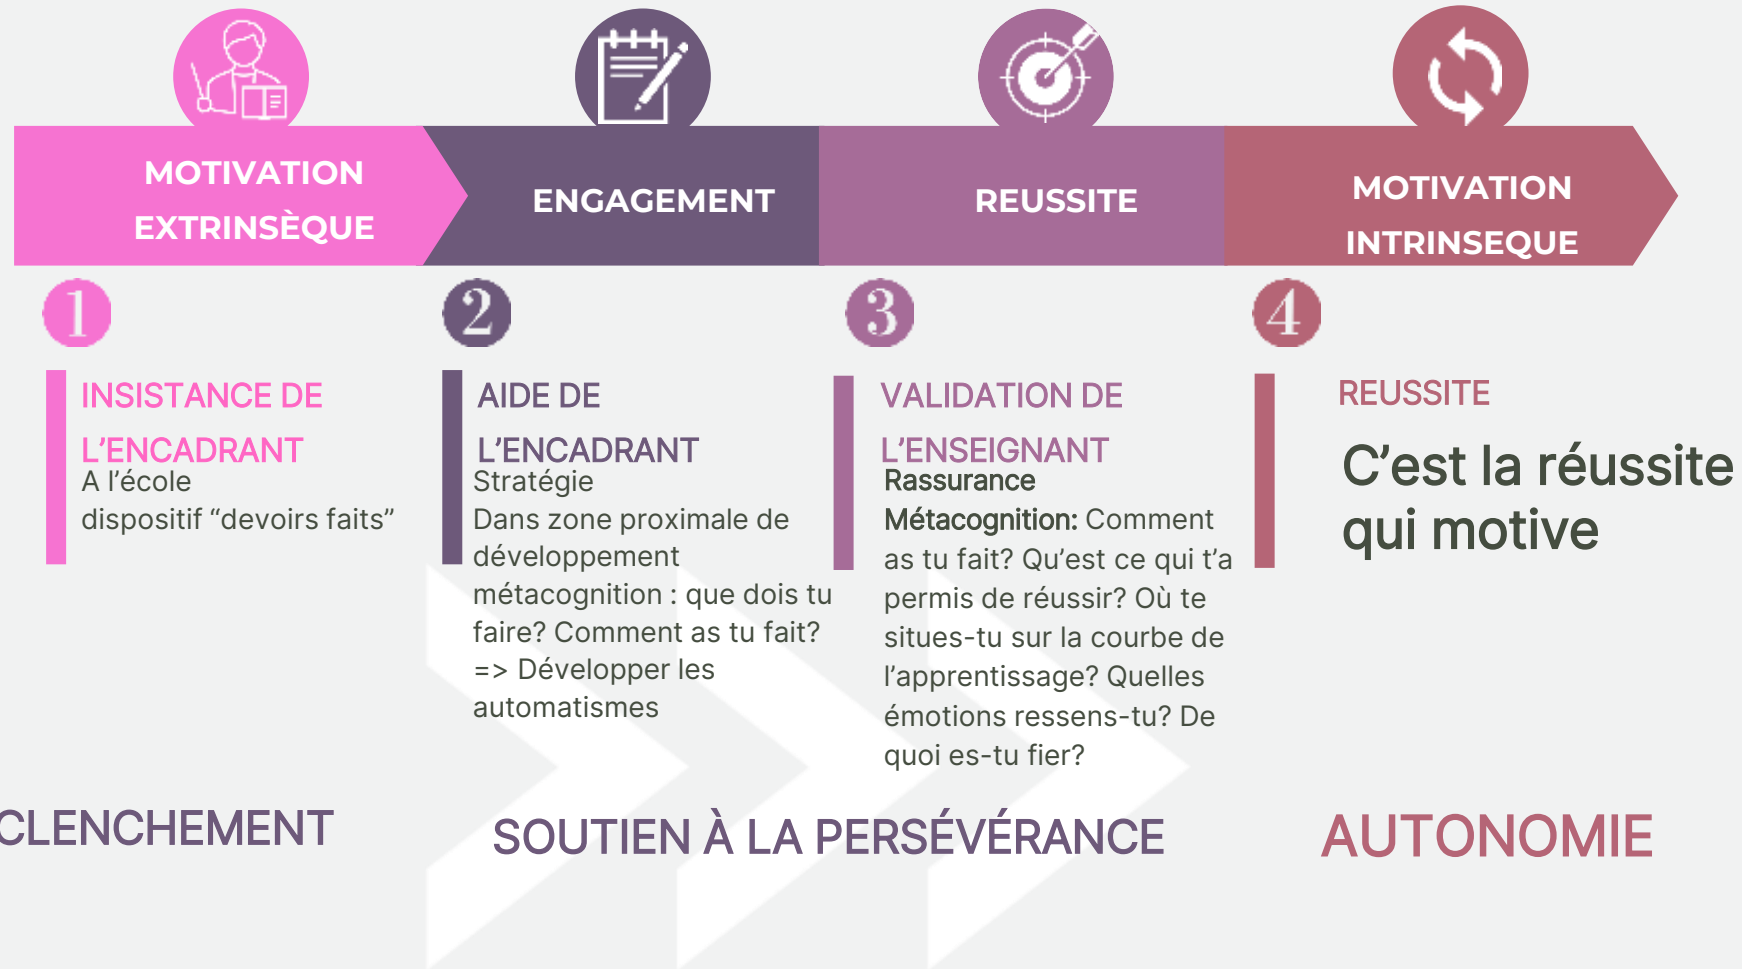 MOTIVATION
EXTRINSÈQUE
ENGAGEMENT
REUSSITE
MOTIVATION
INTRINSEQUE
1
INSISTANCE DE
L'ENCADRANT
A l'école
dispositif “devoirs faits”
2
AIDE DE
L'ENCADRANT
Stratégie
Dans zone proximale de
développement
métacognition : que dois tu
faire? Comment as tu fait?
=> Développer les
automatismes
3
VALIDATION DE
L'ENSEIGNANT
Rassurance
Métacognition: Comment
as tu fait? Qu'est ce qui t'a
permis de réussir? Où te
situes-tu sur la courbe de
l'apprentissage? Quelles
émotions ressens-tu? De
quoi es-tu fier?
4
REUSSITE
C'est la réussite
qui motive
CLENCHEMENT
SOUTIEN À LA PERSÉVÉRANCE
AUTONOMIE